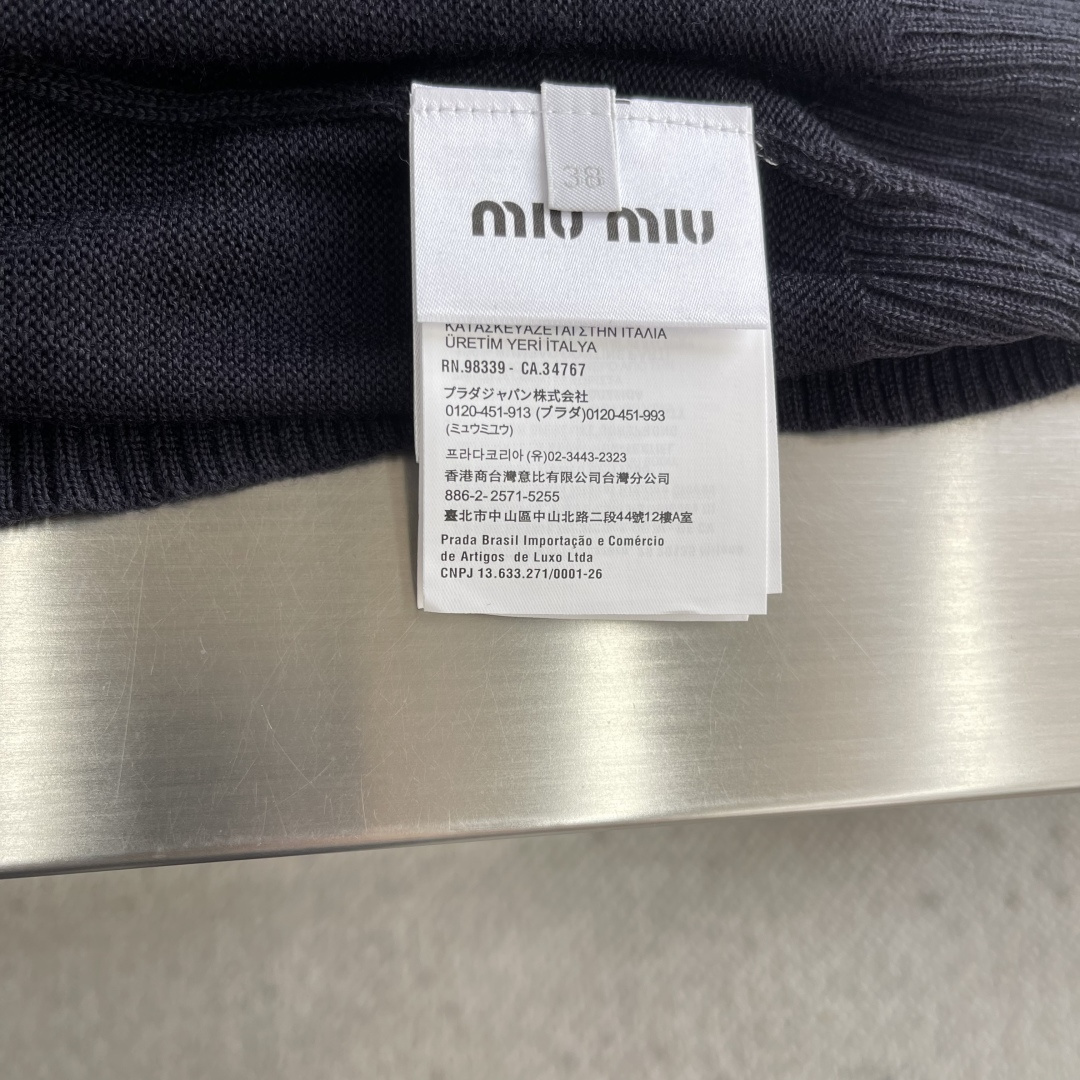 38
miu miu
ΚΑΤΑΣΚΕΥΑΖΕΤΑΙ ΣΤΗΝ ΙΤΑΛΙΑ
ÜRETİM YERİ İTALYA
RN.98339 - CA.34767
プラダジャパン株式会社
0120-451-913 (プラダ)0120-451-993
(ミュウミュウ)
프라다코리아 (유)02-3443-2323
香港商台灣意比有限公司台灣分公司
886-2-2571-5255
臺北市中山區中山北路二段44號12樓A室
Prada Brasil Importação e Comércio
de Artigos de Luxo Ltda
CNPJ 13.633.271/0001-26